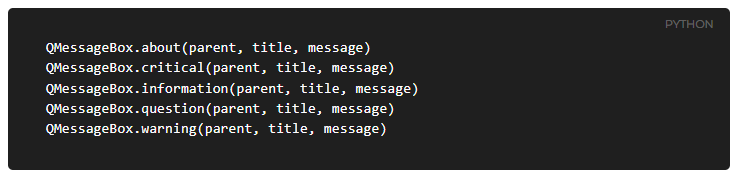 PYTHON
QMessageBox.about(parent, title, message)
QMessageBox.critical(parent, title, message)
QMessageBox.information(parent, title, message)
QMessageBox.question(parent, title, message)
QMessageBox.warning(parent, title, message)